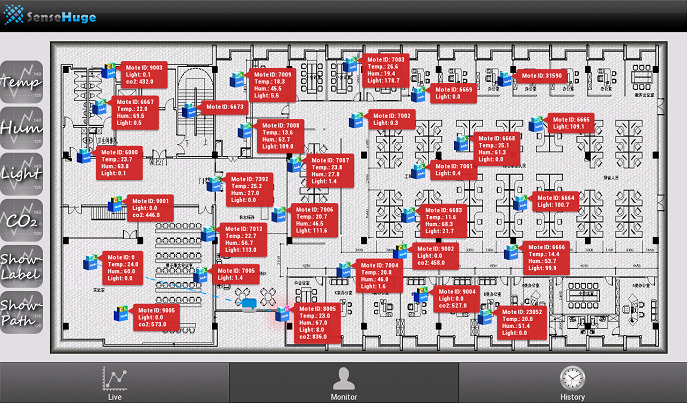 SenseHuge
Temp
Hum
Light
CO2
Show
Label
Show
Path
Mote ID: 9003
Light: 0.1
co2: 432.0
Mote ID: 7009
Temp.: 18.3
Hum.: 45.5
Light: 5.5
Mote ID: 7003
Temp.: 26.6
Hum.: 19.4
Light: 178.7
Mote ID: 31590
Mote ID: 6669
Light: 0.0
Mote ID: 6667
Temp.: 22.0
Hum.: 69.5
Light: 0.5
Mote ID: 6673
Mote ID: 7008
Temp.: 13.6
Hum.: 62.7
Light: 109.0
Mote ID: 7002
Light: 0.3
Mote ID: 6665
Light: 109.1
Mote ID: 6668
Temp.: 25.1
Hum.: 61.3
Light: 0.0
Mote ID: 6000
Temp.: 23.7
Hum.: 63.8
Light: 0.1
Mote ID: 7007
Temp.: 23.8
Hum.: 27.8
Light: 1.4
Mote ID: 7001
Light: 0.4
Mote ID: 7392
Temp.: 25.2
Hum.: 27.0
Light: 0.0
Mote ID: 9001
Light: 0.0
co2: 446.0
Mote ID: 7006
Temp.: 20.7
Hum.: 46.5
Light: 111.6
Mote ID: 6683
Temp.: 11.6
Hum.: 68.3
Light: 21.7
Mote ID: 6664
Light: 100.7
Mote ID: 7012
Temp.: 22.7
Hum.: 56.7
Light: 113.0
Mote ID: 9002
Light: 0.0
co2: 458.0
Mote ID: 6666
Temp.: 14.4
Hum.: 53.7
Light: 99.9
Mote ID: 0
Temp.: 24.0
Hum.: 60.0
Light: 0.0
Mote ID: 7005
Light: 1.4
Mote ID: 7004
Temp.: 20.8
Hum.: 46.0
Light: 1.6
Mote ID: 9004
Light: 0.0
co2: 527.0
Mote ID: 9005
Light: 0.0
co2: 573.0
Mote ID: 8005
Temp.: 23.0
Hum.: 67.0
Light: 8.0
co2: 836.0
Mote ID: 23052
Temp.: 20.0
Hum.: 51.4
Light: 0.0
Live
Monitor
History